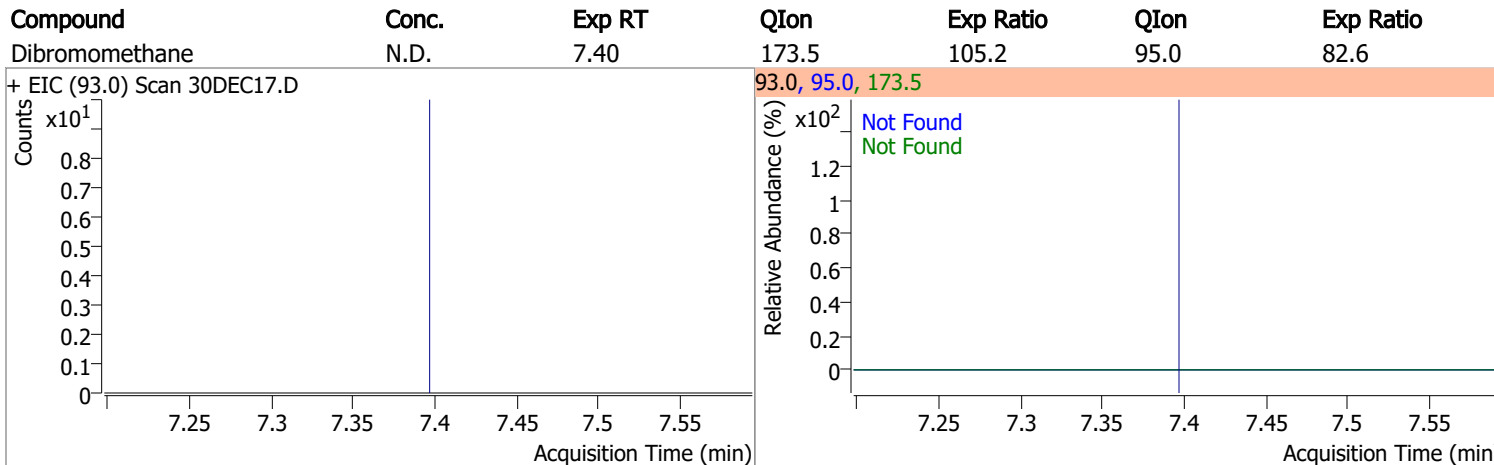 Compound Conc. Exp RT QIon Exp Ratio QIon Exp Ratio
Dibromomethane N.D. 7.40 173.5 105.2 95.0 82.6
+ EIC (93.0) Scan 30DEC17.D
Counts
x10¹
0.8
0.7
0.6
0.5
0.4
0.3
0.2
0.1
0
7.25 7.3 7.35 7.4 7.45 7.5 7.55
Acquisition Time (min)
93.0, 95.0, 173.5
Relative Abundance (%)
x10²
Not Found
Not Found
1.2
1
0.8
0.6
0.4
0.2
0
7.25 7.3 7.35 7.4 7.45 7.5 7.55
Acquisition Time (min